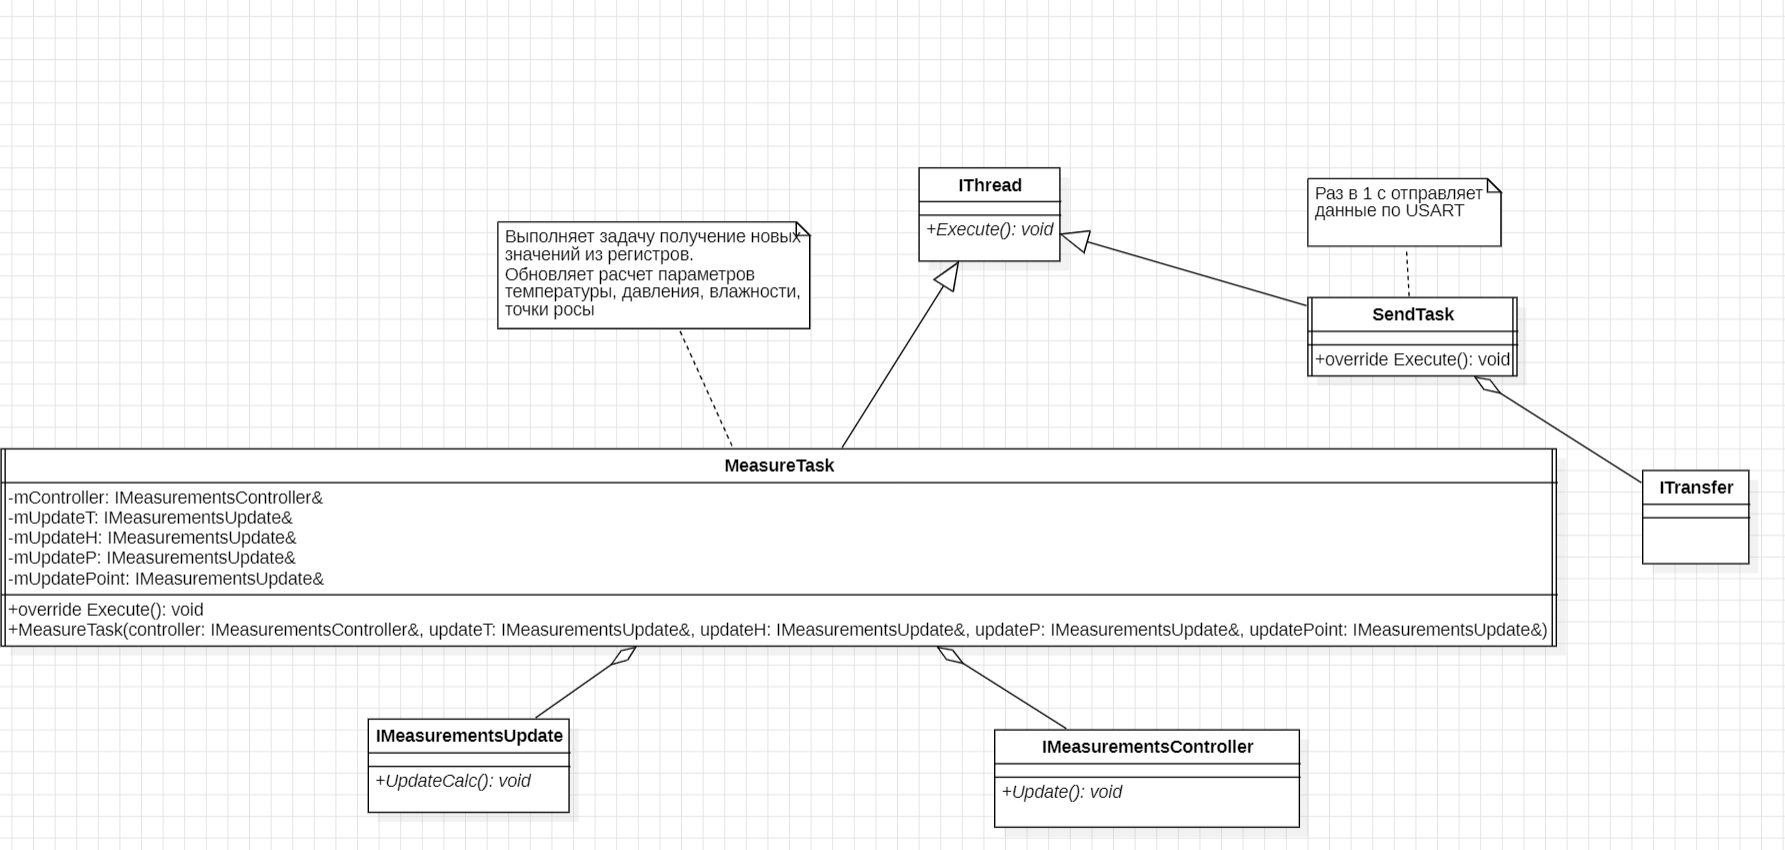 IThread
+Execute(): void
Раз в 1 с отправляет
данные по USART
Выполняет задачу получение новых
значений из регистров.
Обновляет расчет параметров
температуры, давления, влажности,
точки росы
SendTask
+override Execute(): void
MeasureTask
-mController: IMeasurementsController&
-mUpdateT: IMeasurementsUpdate&
-mUpdateH: IMeasurementsUpdate&
-mUpdateP: IMeasurementsUpdate&
-mUpdatePoint: IMeasurementsUpdate&
+override Execute(): void
+MeasureTask(controller: IMeasurementsController&, updateT: IMeasurementsUpdate&, updateH: IMeasurementsUpdate&, updateP: IMeasurementsUpdate&, updatePoint: IMeasurementsUpdate&)
ITransfer
IMeasurementsUpdate
+UpdateCalc(): void
IMeasurementsController
+Update(): void